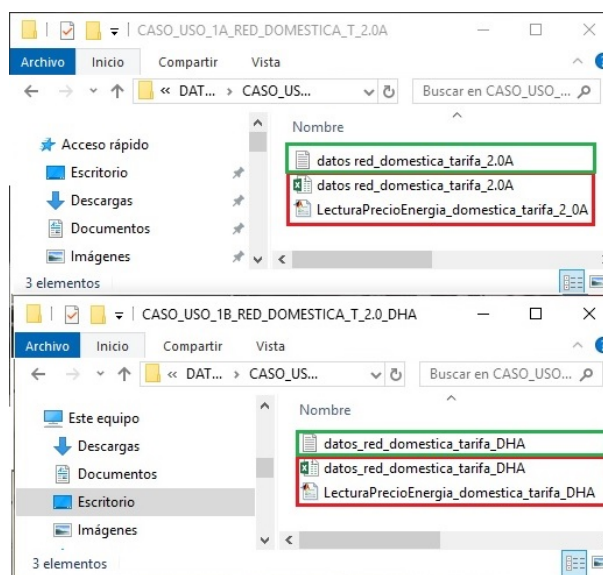 CASO_USO_1A_RED_DOMESTICA_T_2.0A
Archivo Inicio Compartir Vista
« DAT... › CASO_US... Buscar en CASO_USO_...
Nombre
Acceso rápido
datos red_domestica_tarifa_2.0A
Escritorio
datos red_domestica_tarifa_2.0A
Descargas
LecturaPrecioEnergia_domestica_tarifa_2_0A
Documentos
Imágenes
3 elementos
CASO_USO_1B_RED_DOMESTICA_T_2.0_DHA
Archivo Inicio Compartir Vista
« DAT... › CASO_US... Buscar en CASO_USO...
Nombre
Este equipo
datos_red_domestica_tarifa_DHA
Descargas
datos_red_domestica_tarifa_DHA
Documentos
LecturaPrecioEnergia_domestica_tarifa_DHA
Escritorio
Imágenes
3 elementos